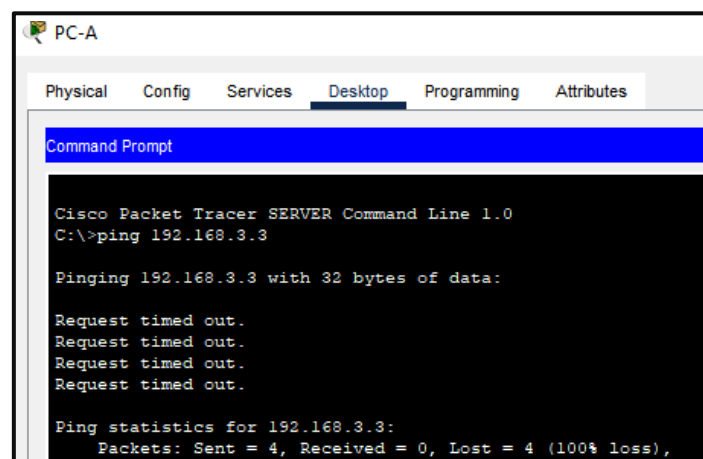 PC-A
Physical Config Services Desktop Programming Attributes
Command Prompt
Cisco Packet Tracer SERVER Command Line 1.0
C:\>ping 192.168.3.3
Pinging 192.168.3.3 with 32 bytes of data:
Request timed out.
Request timed out.
Request timed out.
Request timed out.
Ping statistics for 192.168.3.3:
Packets: Sent = 4, Received = 0, Lost = 4 (100% loss),